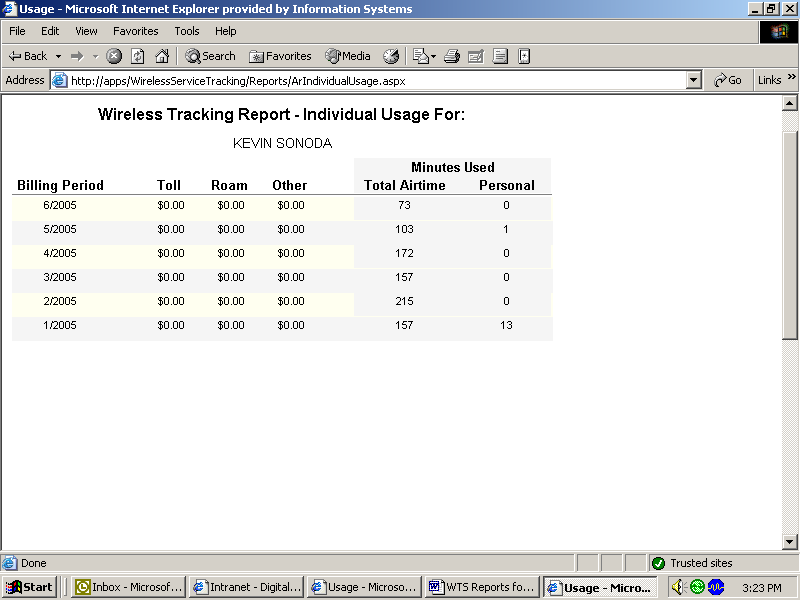 Usage - Microsoft Internet Explorer provided by Information Systems
File Edit View Favorites Tools Help
Back Search Favorites Media
Address http://apps/WirelessServiceTracking/Reports/ArIndividualUsage.aspx Go Links »
Wireless Tracking Report - Individual Usage For:
KEVIN SONODA
Minutes Used
Billing Period Toll Roam Other Total Airtime Personal
6/2005 $0.00 $0.00 $0.00 73 0
5/2005 $0.00 $0.00 $0.00 103 1
4/2005 $0.00 $0.00 $0.00 172 0
3/2005 $0.00 $0.00 $0.00 157 0
2/2005 $0.00 $0.00 $0.00 215 0
1/2005 $0.00 $0.00 $0.00 157 13
Done Trusted sites
Start Inbox - Microsof... Intranet - Digital... Usage - Microso... WTS Reports fo... Usage - Micro... 3:23 PM